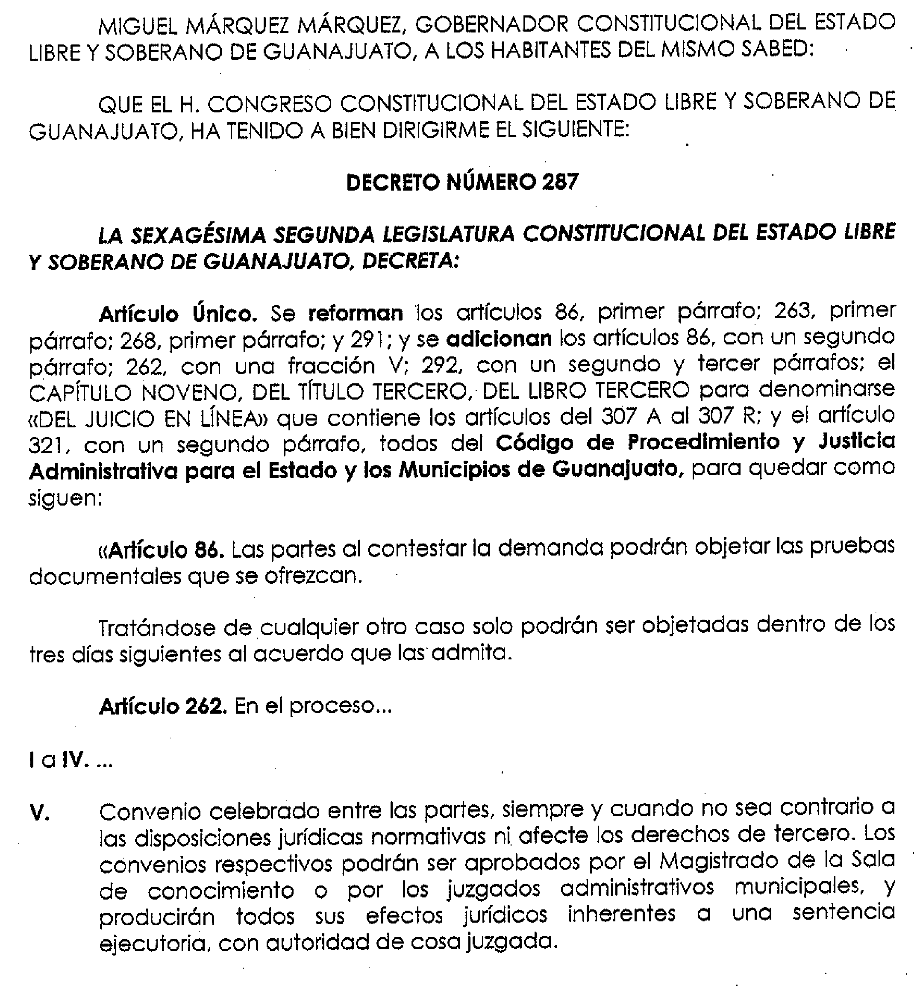 MIGUEL MÁRQUEZ MÁRQUEZ, GOBERNADOR CONSTITUCIONAL DEL ESTADO
LIBRE Y SOBERANO DE GUANAJUATO, A LOS HABITANTES DEL MISMO SABED:
QUE EL H. CONGRESO CONSTITUCIONAL DEL ESTADO LIBRE Y SOBERANO DE
GUANAJUATO, HA TENIDO A BIEN DIRIGIRME EL SIGUIENTE:
DECRETO NÚMERO 287
LA SEXAGÉSIMA SEGUNDA LEGISLATURA CONSTITUCIONAL DEL ESTADO LIBRE
Y SOBERANO DE GUANAJUATO, DECRETA:
Artículo Único. Se reforman los artículos 86, primer párrafo; 263, primer
párrafo; 268, primer párrafo; y 291; y se adicionan los artículos 86, con un segundo
párrafo; 262, con una fracción V; 292, con un segundo y tercer párrafos; el
CAPÍTULO NOVENO, DEL TÍTULO TERCERO, DEL LIBRO TERCERO para denominarse
«DEL JUICIO EN LÍNEA» que contiene los artículos del 307 A al 307 R; y el artículo
321, con un segundo párrafo, todos del Código de Procedimiento y Justicia
Administrativa para el Estado y los Municipios de Guanajuato, para quedar como
siguen:
«Artículo 86. Las partes al contestar la demanda podrán objetar las pruebas
documentales que se ofrezcan.
Tratándose de cualquier otro caso solo podrán ser objetadas dentro de los
tres días siguientes al acuerdo que las admita.
Artículo 262. En el proceso...
I a IV. ...
V. Convenio celebrado entre las partes, siempre y cuando no sea contrario a
las disposiciones jurídicas normativas ni afecte los derechos de tercero. Los
convenios respectivos podrán ser aprobados por el Magistrado de la Sala
de conocimiento o por los juzgados administrativos municipales, y
producirán todos sus efectos jurídicos inherentes a una sentencia
ejecutoria, con autoridad de cosa juzgada.